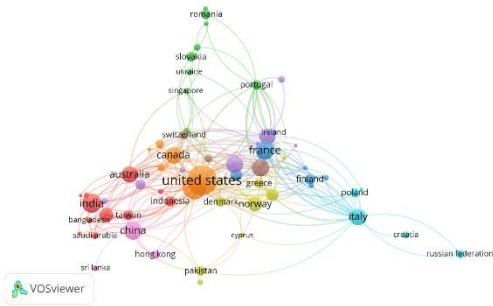 romania
slovakia
ukraine
portugal
singapore
switzerland
ireland
canada
france
australia
united states
finland
greece
poland
india
indonesia
denmark
norway
bangladesh
taiwan
italy
china
saudi arabia
cyprus
croatia
hong kong
russian federation
sri lanka
pakistan
VOSviewer